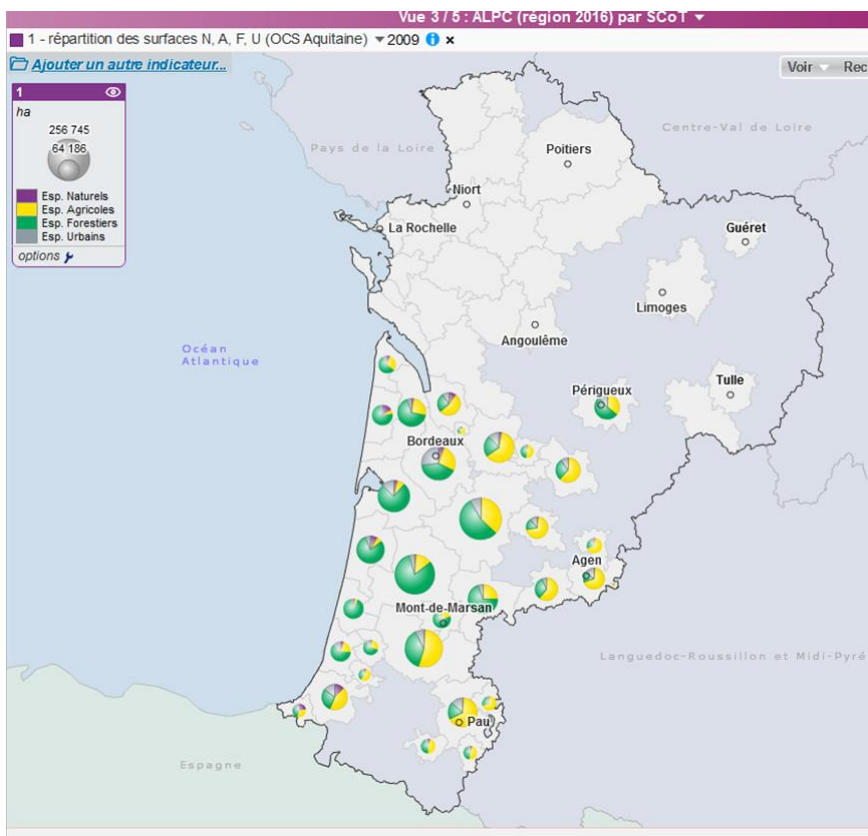 Vue 3 / 5 : ALPC (région 2016) par SCoT
1 - répartition des surfaces N, A, F, U (OCS Aquitaine) 2009 i ×
Ajouter un autre indicateur...
Voir Rec
1
ha
256 745
64 186
Esp. Naturels
Esp. Agricoles
Esp. Forestiers
Esp. Urbains
options
Centre-Val de Loire
Pays de la Loire
Poitiers
Niort
La Rochelle
Guéret
Limoges
Angoulême
Océan
Atlantique
Tulle
Périgueux
Bordeaux
Agen
Mont-de-Marsan
Languedoc-Roussillon et Midi-Pyré
Pau
Espagne